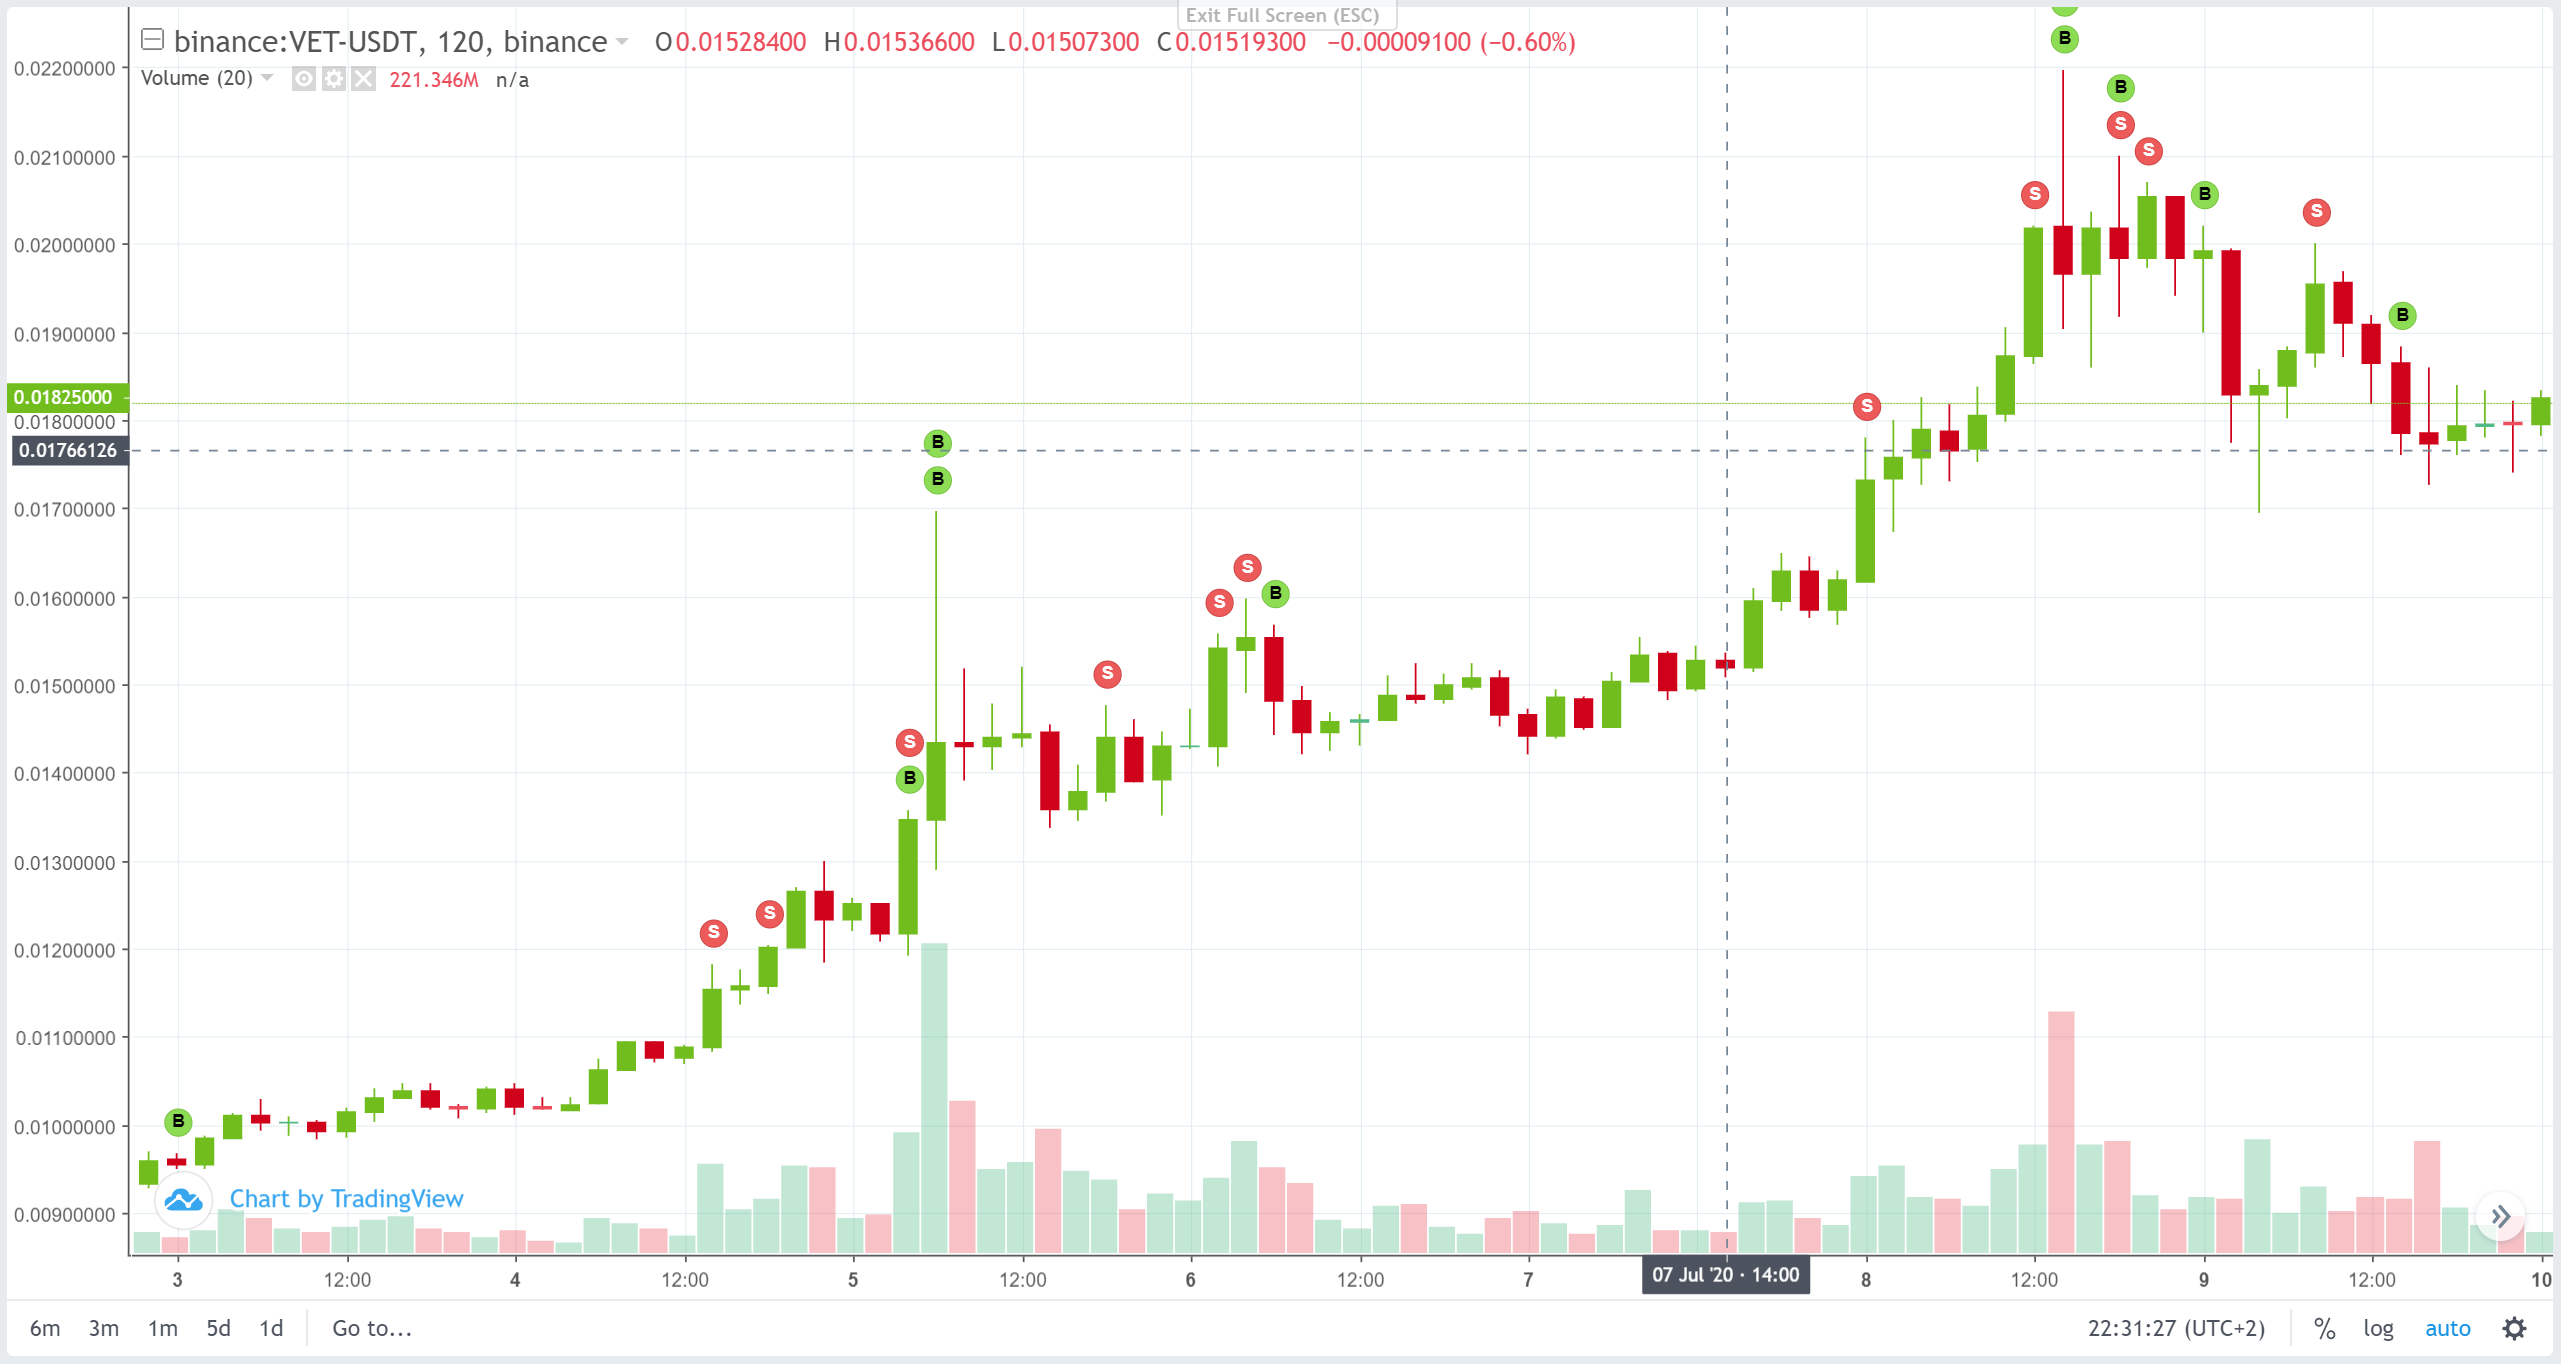 Exit Full Screen (ESC)
binance:VET-USDT, 120, binance O0.01528400 H0.01536600 L0.01507300 C0.01519300 −0.00009100 (−0.60%)
Volume (20) 221.346M n/a
0.02200000
0.02100000
0.02000000
0.01900000
0.01825000
0.01800000
0.01766126
0.01700000
0.01600000
0.01500000
0.01400000
0.01300000
0.01200000
0.01100000
0.01000000
0.00900000
B
B
S
S
S
B
S
B
B
B
S
S
S
B
S
S
B
S
B
S
S
B
Chart by TradingView
3 12:00 4 12:00 5 12:00 6 12:00 7 07 Jul '20 · 14:00 8 12:00 9 12:00 10
6m 3m 1m 5d 1d Go to... 22:31:27 (UTC+2) % log auto